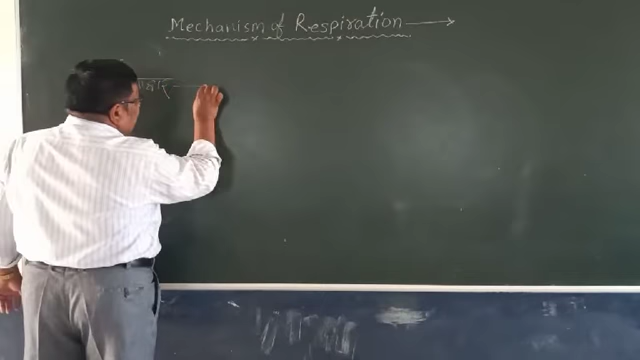 Mechanism of Respiration →